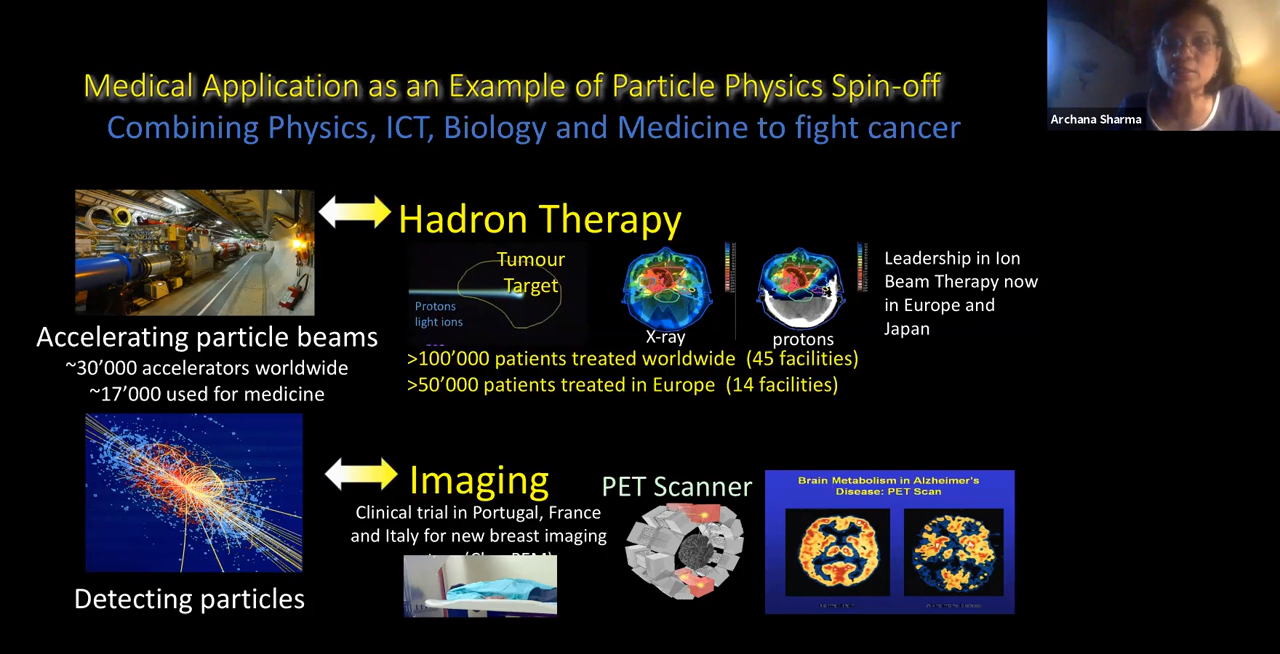 Medical Application as an Example of Particle Physics Spin-off
Combining Physics, ICT, Biology and Medicine to fight cancer
Archana Sharma
Hadron Therapy
Tumour
Target
Protons
light ions
X-ray
protons
Leadership in Ion
Beam Therapy now
in Europe and
Japan
>100’000 patients treated worldwide (45 facilities)
>50’000 patients treated in Europe (14 facilities)
Accelerating particle beams
~30’000 accelerators worldwide
~17’000 used for medicine
Imaging
Clinical trial in Portugal, France
and Italy for new breast imaging
PET Scanner
Brain Metabolism in Alzheimer’s
Disease: PET Scan
Detecting particles